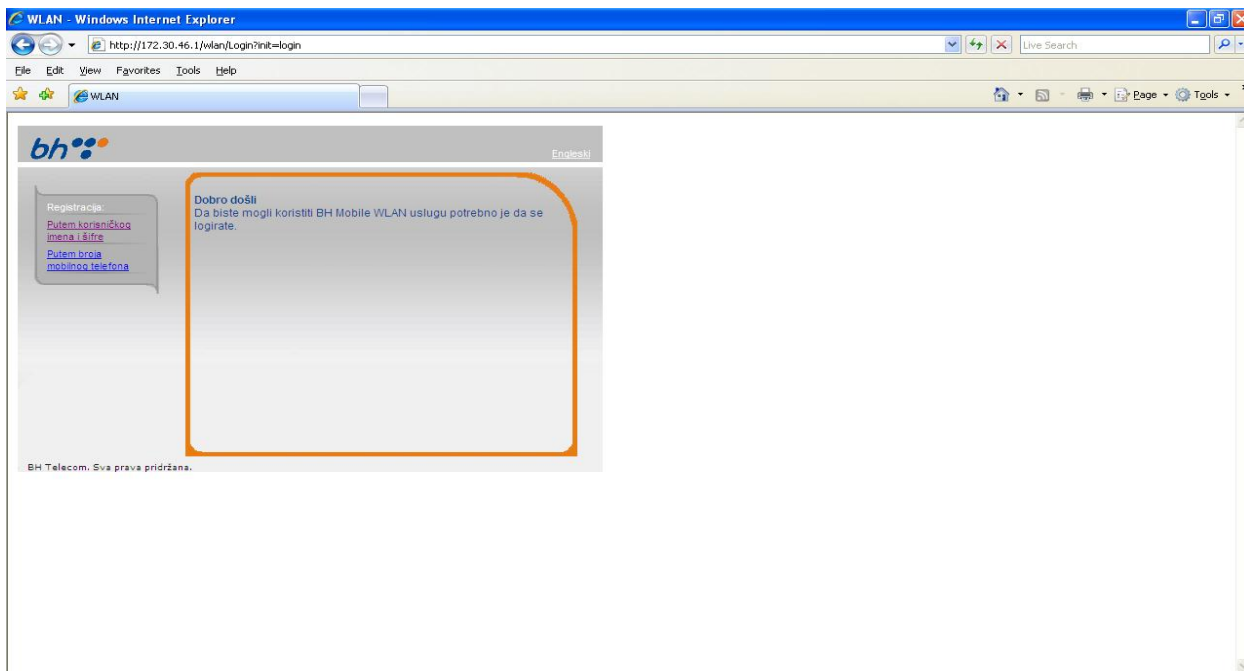 WLAN - Windows Internet Explorer
http://172.30.46.1/wlan/Login?init=login
Live Search
File Edit View Favorites Tools Help
WLAN
Page Tools
bh
Engleski
Registracija:
Putem korisničkog
imena i šifre
Putem broja
mobilnog telefona
Dobro došli
Da biste mogli koristiti BH Mobile WLAN uslugu potrebno je da se
logirate.
BH Telecom. Sva prava pridržana.